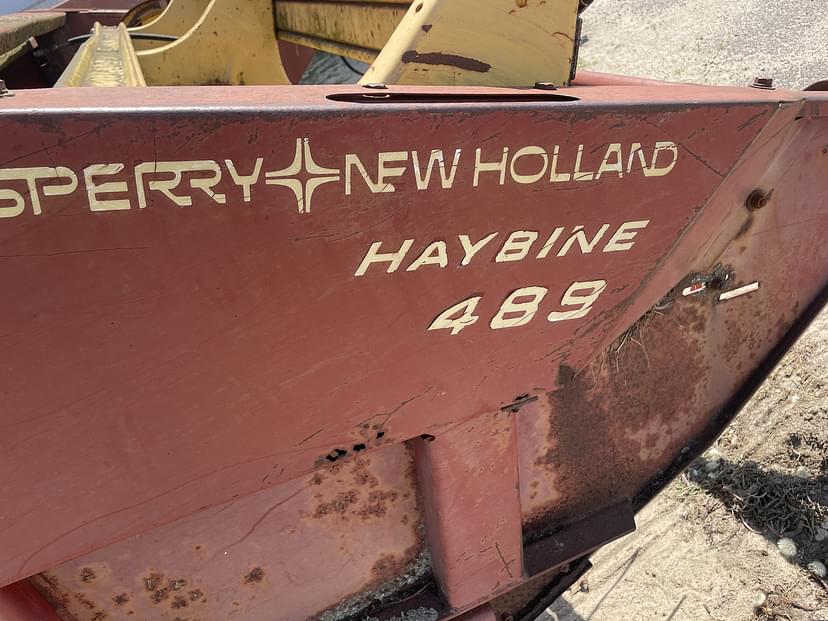 SPERRY NEW HOLLAND
HAYBINE
489